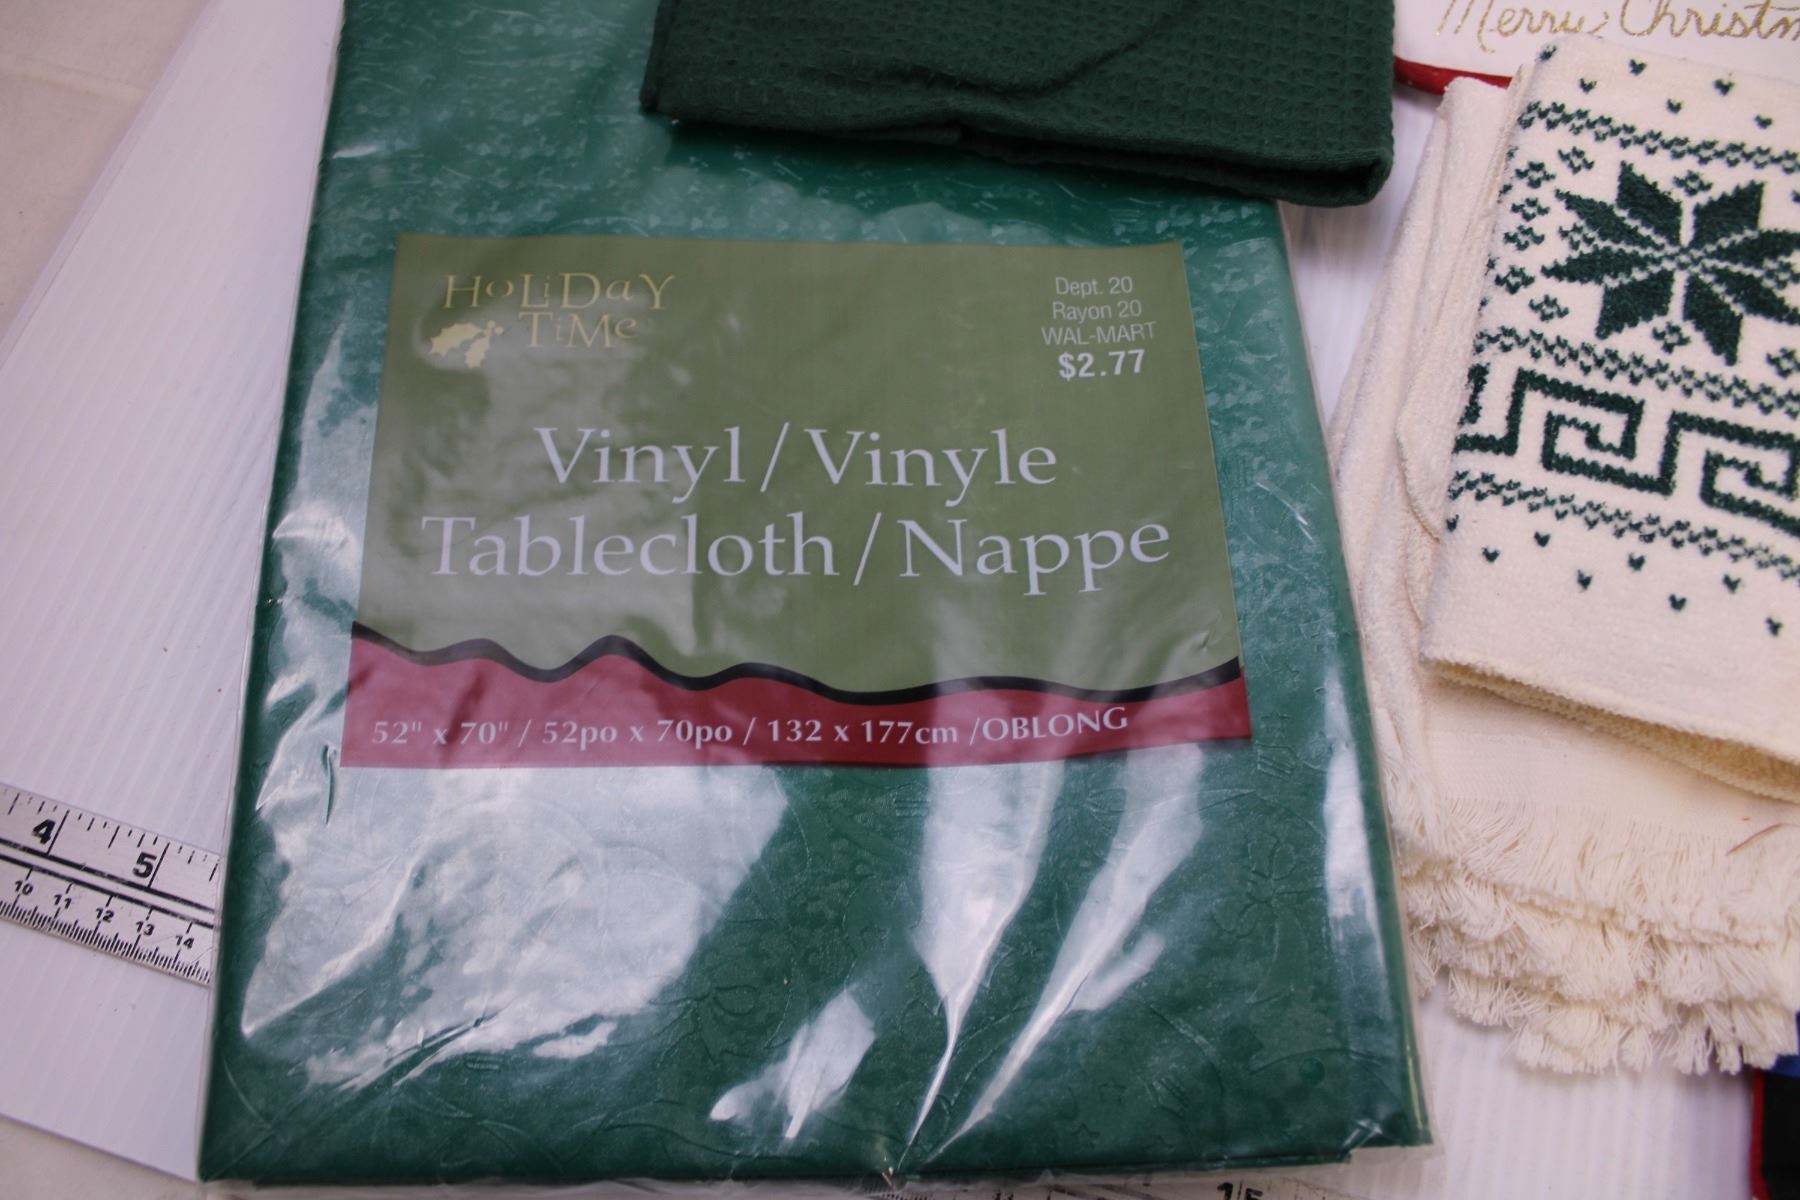 Merry Christm
HOLiDaY
TiMe
Dept. 20
Rayon 20
WAL-MART
$2.77
Vinyl/Vinyle
Tablecloth/Nappe
52" x 70" / 52po x 70po / 132 x 177cm /OBLONG
4 5
10 11 12 13 14
15